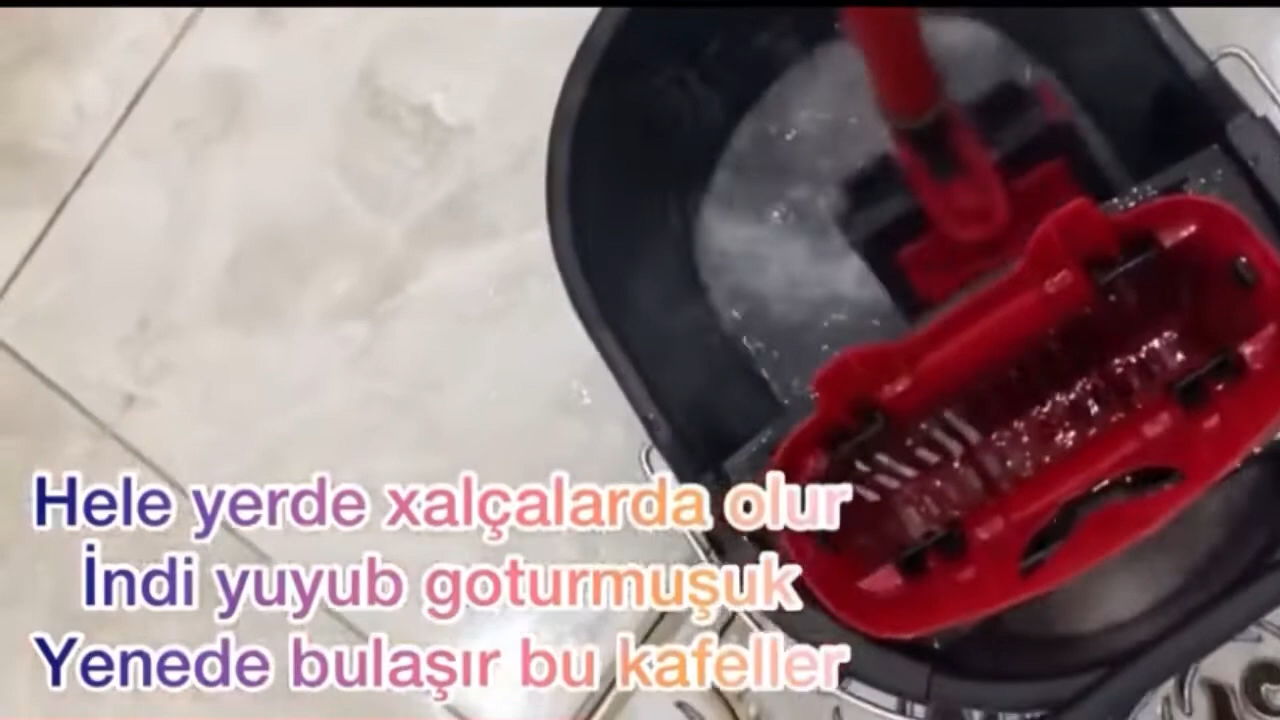 Hele yerde xalçalarda olur
İndi yuyub goturmuşuk
Yenede bulaşır bu kafeller